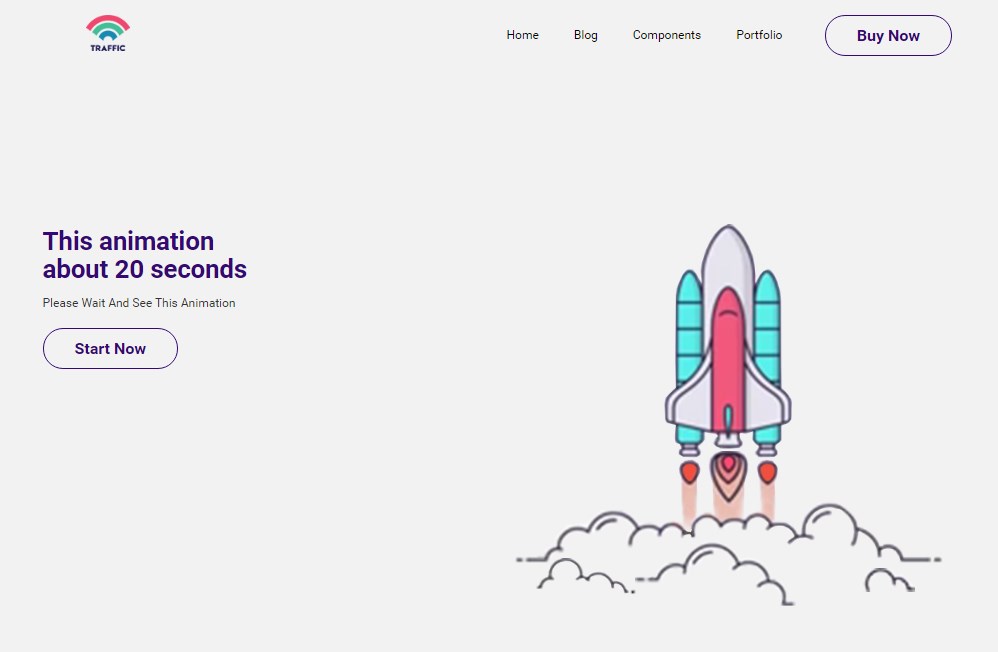 TRAFFIC
Home
Blog
Components
Portfolio
Buy Now
This animation
about 20 seconds
Please Wait And See This Animation
Start Now